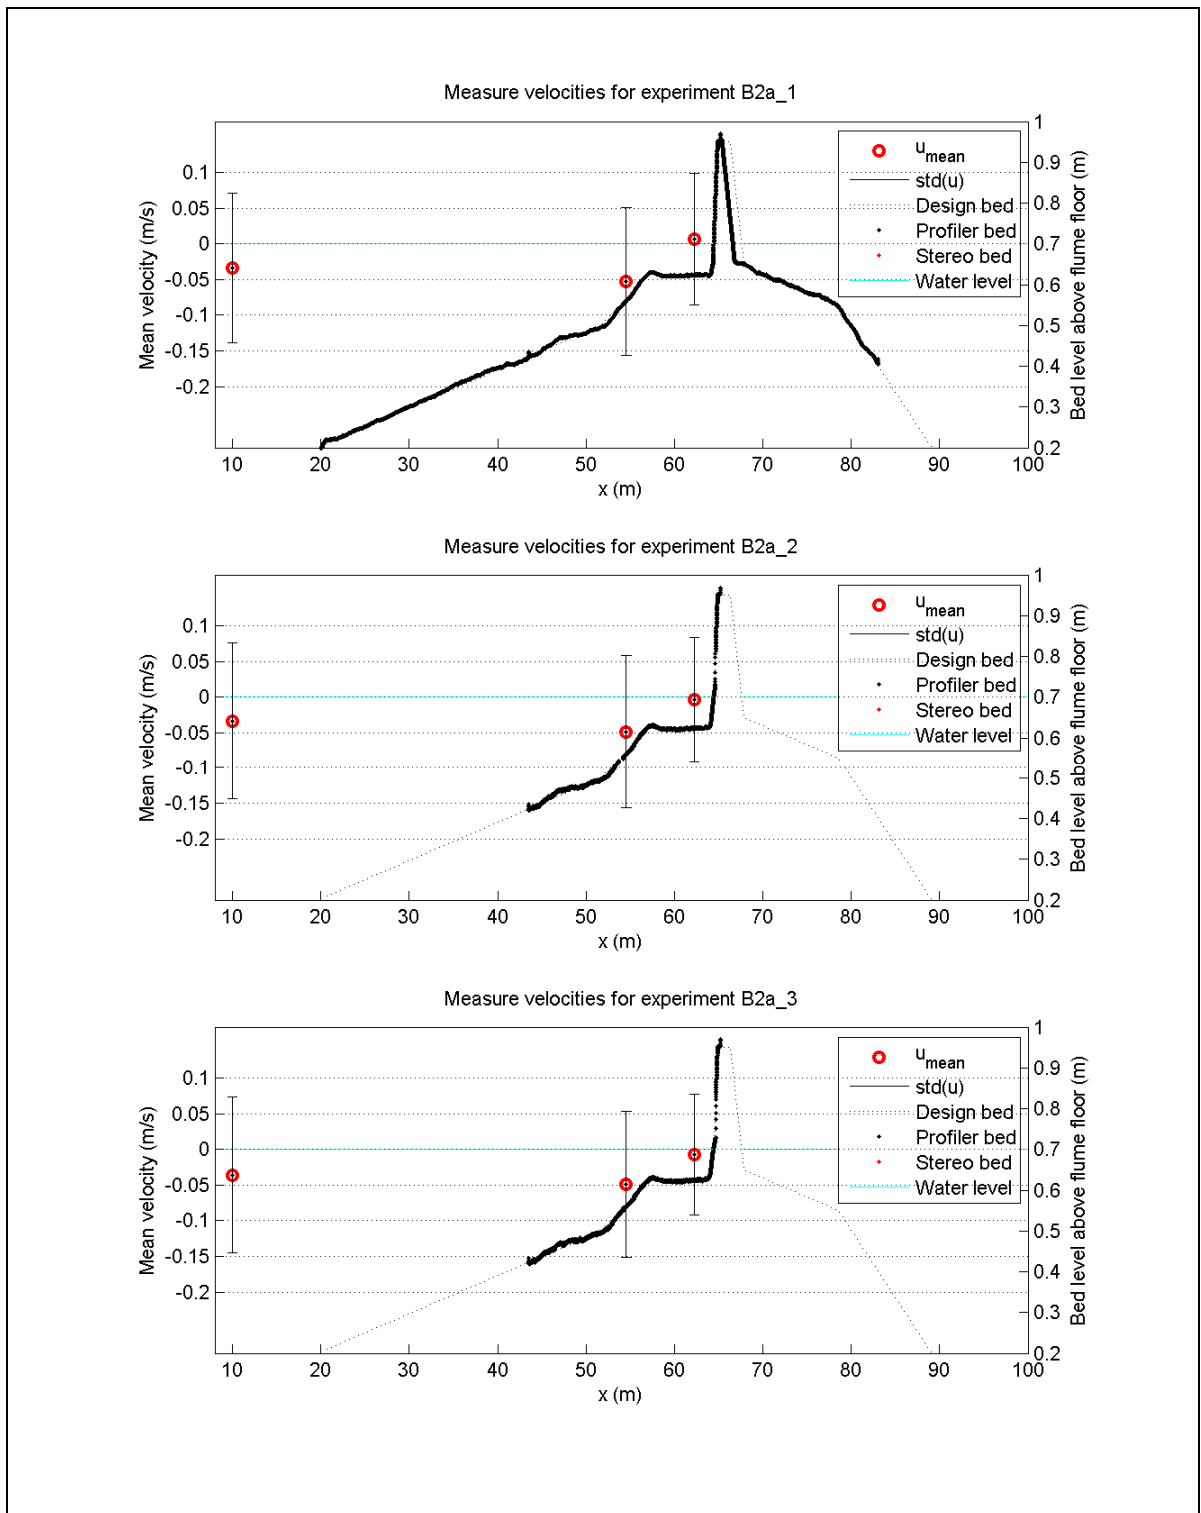 Measure velocities for experiment B2a_1
Mean velocity (m/s)
0.1
0.05
0
-0.05
-0.1
-0.15
-0.2
u_mean
std(u)
Design bed
Profiler bed
Stereo bed
Water level
1
0.9
0.8
0.7
0.6
0.5
0.4
0.3
0.2
Bed level above flume floor (m)
10 20 30 40 50 60 70 80 90 100
x (m)
Measure velocities for experiment B2a_2
Mean velocity (m/s)
0.1
0.05
0
-0.05
-0.1
-0.15
-0.2
u_mean
std(u)
Design bed
Profiler bed
Stereo bed
Water level
1
0.9
0.8
0.7
0.6
0.5
0.4
0.3
0.2
Bed level above flume floor (m)
10 20 30 40 50 60 70 80 90 100
x (m)
Measure velocities for experiment B2a_3
Mean velocity (m/s)
0.1
0.05
0
-0.05
-0.1
-0.15
-0.2
u_mean
std(u)
Design bed
Profiler bed
Stereo bed
Water level
1
0.9
0.8
0.7
0.6
0.5
0.4
0.3
0.2
Bed level above flume floor (m)
10 20 30 40 50 60 70 80 90 100
x (m)